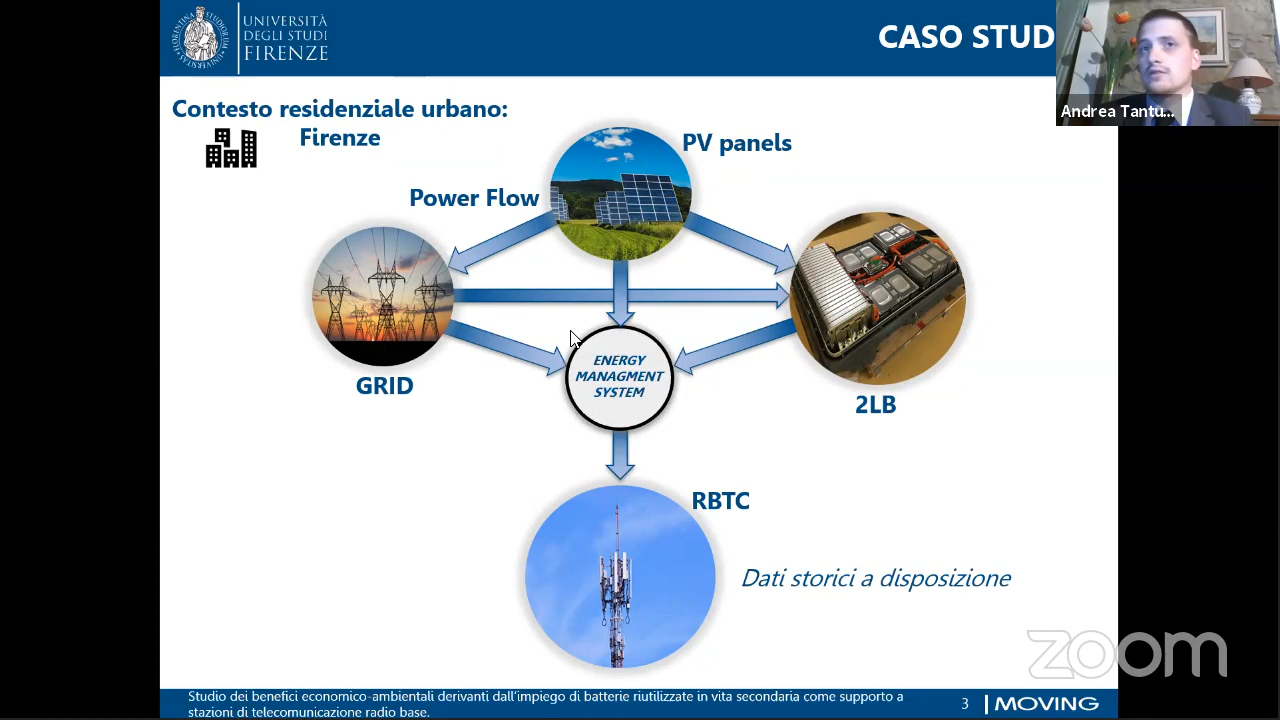 UNIVERSITÀ
DEGLI STUDI
FIRENZE
CASO STUD
Andrea Tantu...
Contesto residenziale urbano:
Firenze
PV panels
Power Flow
GRID
ENERGY
MANAGMENT
SYSTEM
2LB
RBTC
Dati storici a disposizione
zoom
Studio dei benefici economico-ambientali derivanti dall'impiego di batterie riutilizzate in vita secondaria come supporto a
stazioni di telecomunicazione radio base.
3
MOVING